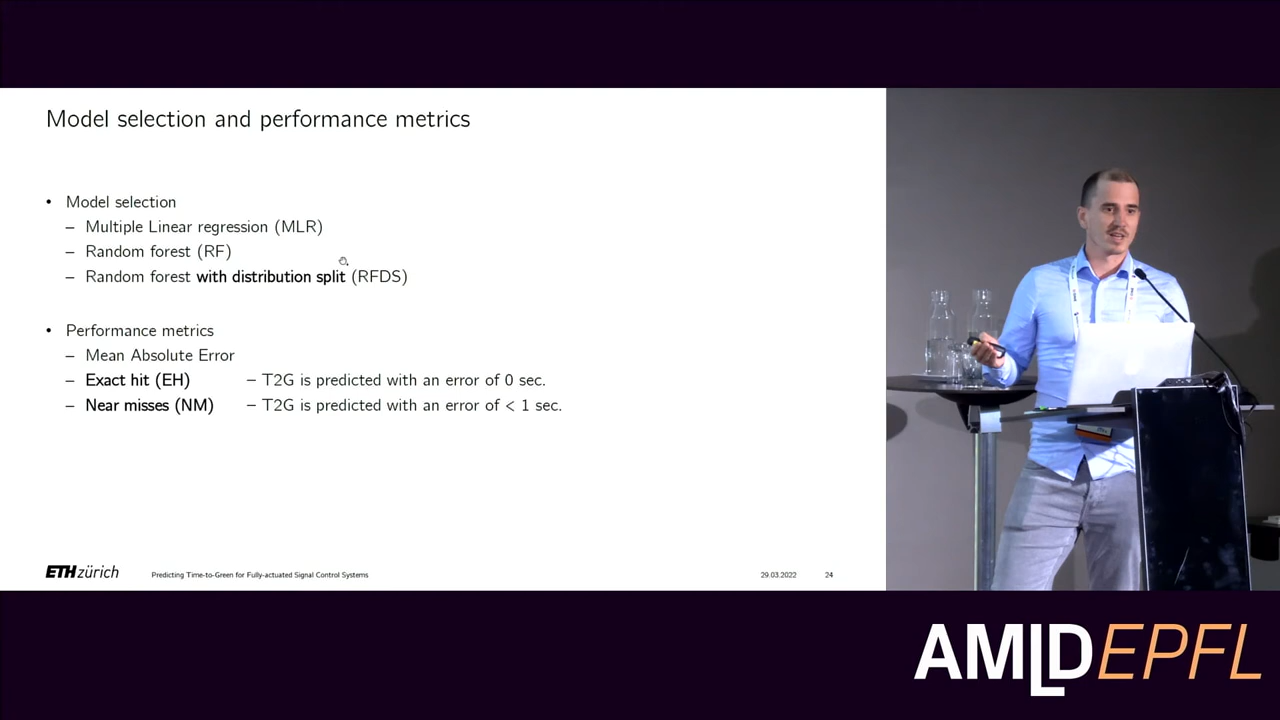 Model selection and performance metrics
• Model selection
– Multiple Linear regression (MLR)
– Random forest (RF)
– Random forest with distribution split (RFDS)
• Performance metrics
– Mean Absolute Error
– Exact hit (EH) – T2G is predicted with an error of 0 sec.
– Near misses (NM) – T2G is predicted with an error of < 1 sec.
ETH zürich Predicting Time-to-Green for Fully-actuated Signal Control Systems 29.03.2022 24
AMLDEPFL